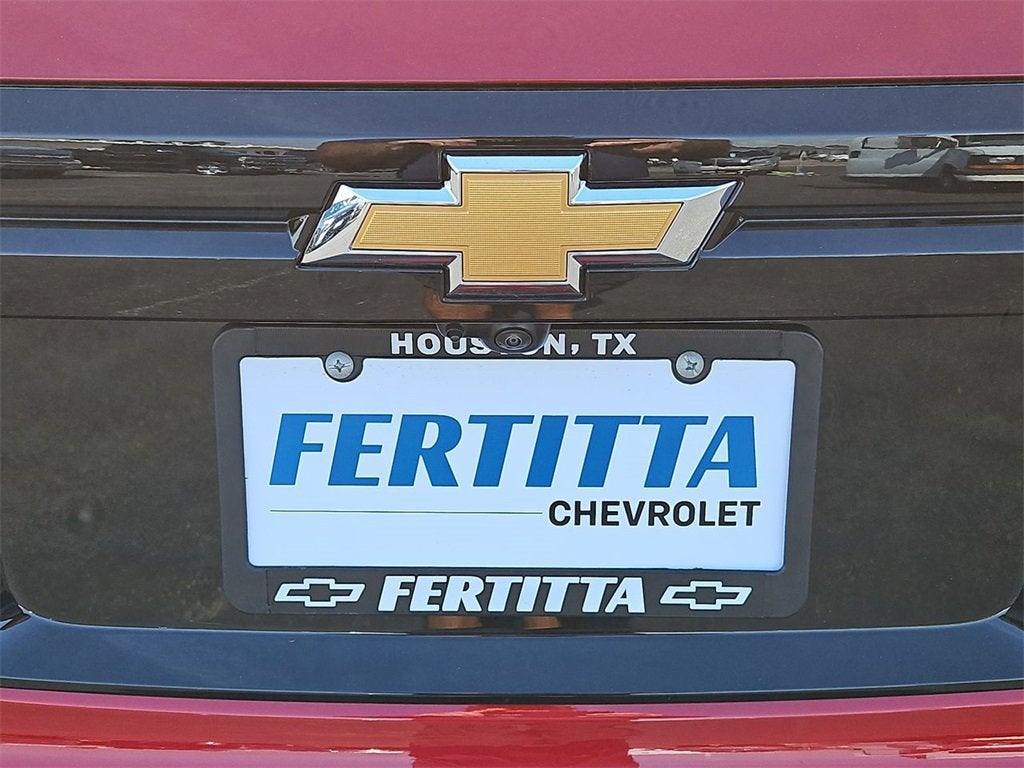 HOUSTON, TX
FERTITTA
CHEVROLET
FERTITTA